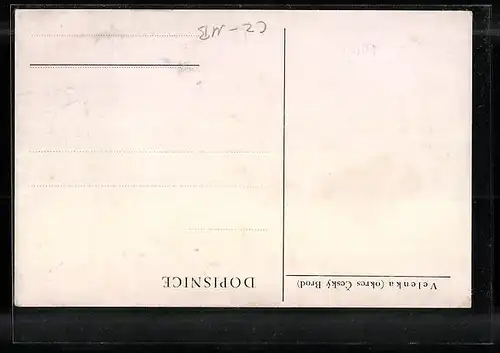 Velenka (okres Český Brod)
DOPISNICE
CZ-MB